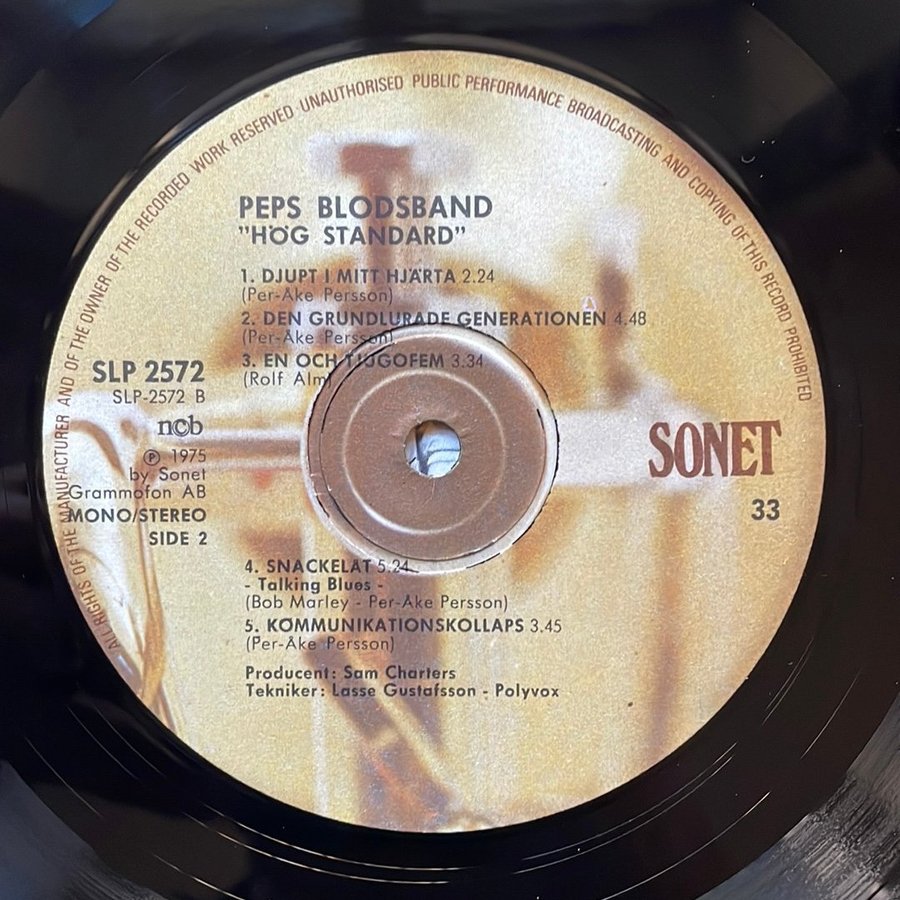 ALL RIGHTS OF THE MANUFACTURER AND OF THE OWNER OF THE RECORDED WORK RESERVED UNAUTHORISED PUBLIC PERFORMANCE BROADCASTING AND COPYING OF THIS RECORD PROHIBITED
PEPS BLODSBAND
"HÖG STANDARD"
1. DJUPT I MITT HJÄRTA 2.24
(Per-Åke Persson)
2. DEN GRUNDLURADE GENERATIONEN 4.48
(Per-Åke Persson)
3. EN OCH TJUGOFEM 3.34
(Rolf Alm)
SLP 2572
SLP-2572 B
ncb
℗ 1975
by Sonet
Grammofon AB
MONO/STEREO
SIDE 2
SONET
33
4. SNACKELÅT 5.24
- Talking Blues -
(Bob Marley - Per-Åke Persson)
5. KOMMUNIKATIONSKOLLAPS 3.45
(Per-Åke Persson)
Producent: Sam Charters
Tekniker: Lasse Gustafsson - Polyvox